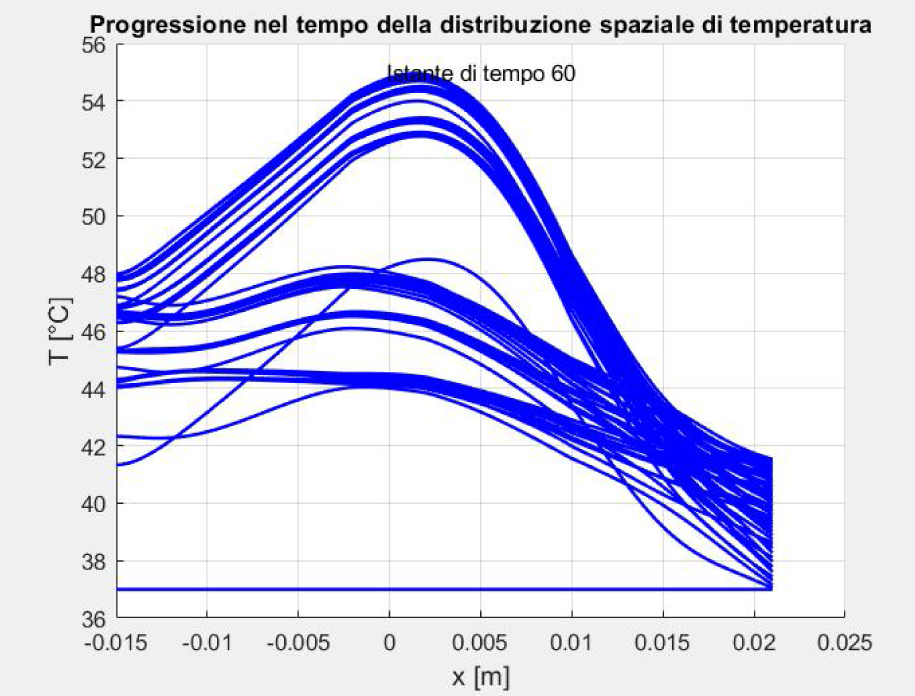 Progressione nel tempo della distribuzione spaziale di temperatura
Istante di tempo 60
56
54
52
50
48
46
44
42
40
38
36
T [°C]
-0.015 -0.01 -0.005 0 0.005 0.01 0.015 0.02 0.025
x [m]